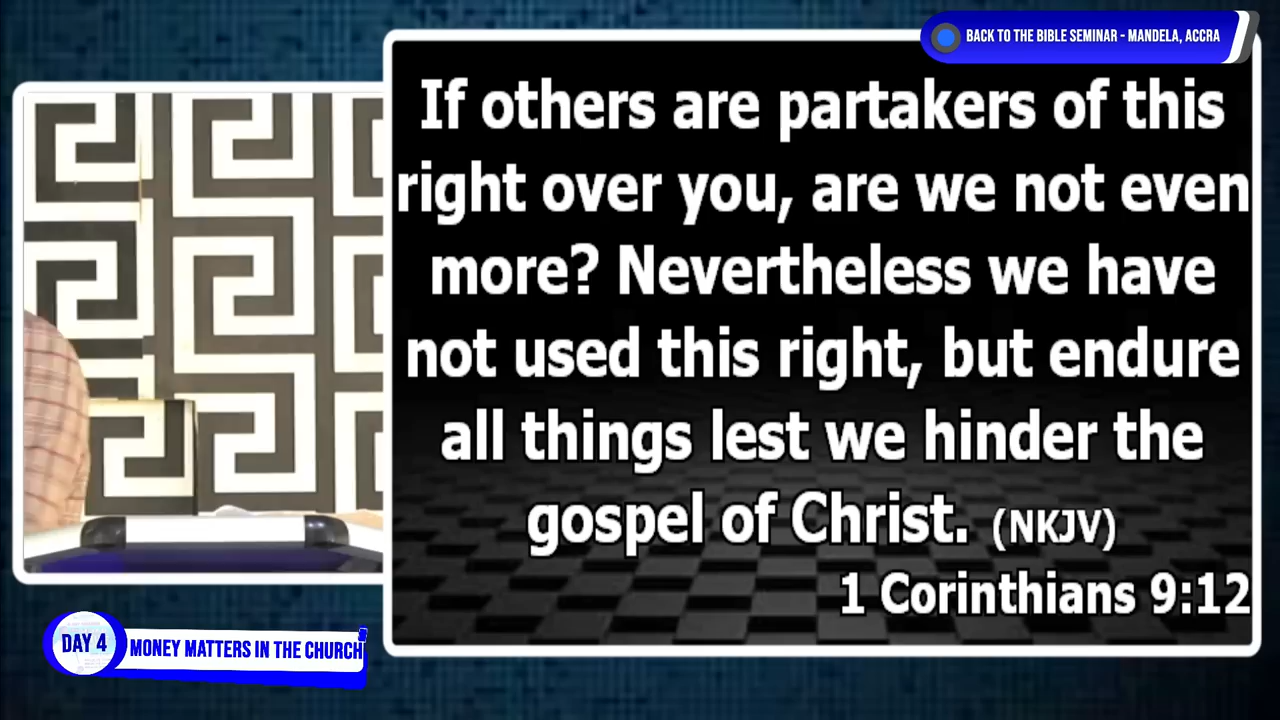 BACK TO THE BIBLE SEMINAR - MANDELA, ACCRA
If others are partakers of this
right over you, are we not even
more? Nevertheless we have
not used this right, but endure
all things lest we hinder the
gospel of Christ. (NKJV)
1 Corinthians 9:12
DAY 4
MONEY MATTERS IN THE CHURCH